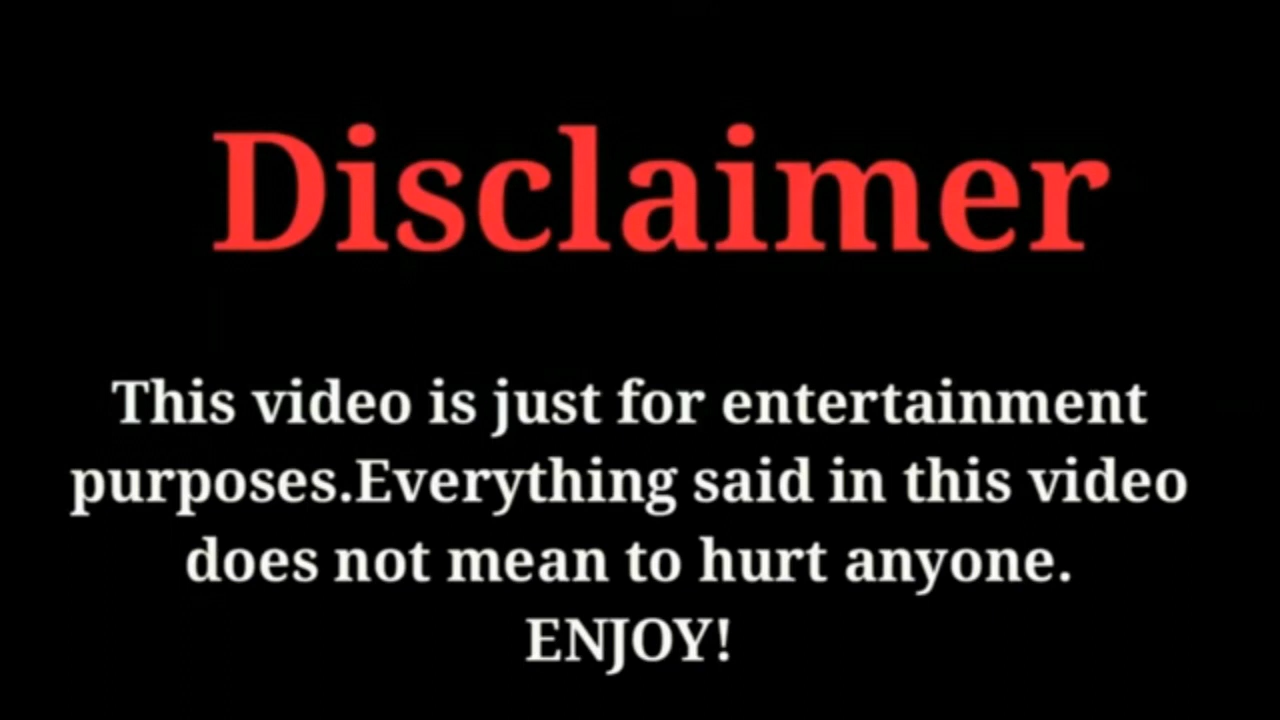 Disclaimer
This video is just for entertainment
purposes.Everything said in this video
does not mean to hurt anyone.
ENJOY!